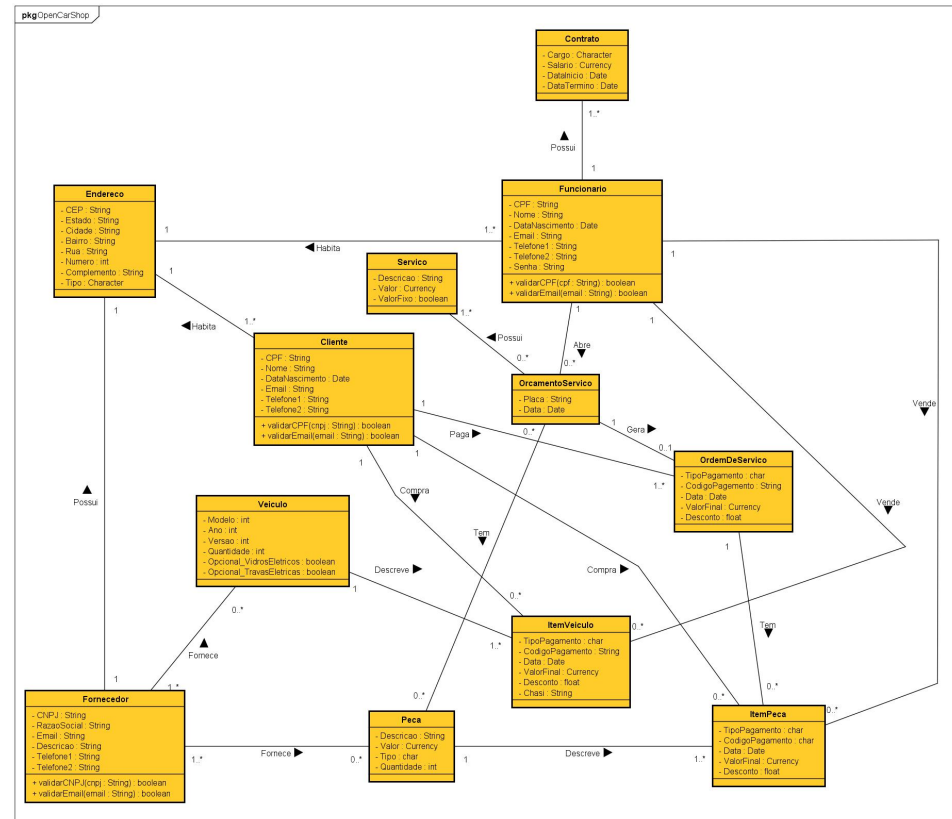 pkg OpenCarShop
Contrato
- Cargo : Character
- Salario : Currency
- DataInicio : Date
- DataTermino : Date
1..*
Possui
1
Endereco
- CEP : String
- Estado : String
- Cidade : String
- Bairro : String
- Rua : String
- Numero : int
- Complemento : String
- Tipo : Character
Funcionario
- CPF : String
- Nome : String
- DataNascimento : Date
- Email : String
- Telefone1 : String
- Telefone2 : String
- Senha : String
+ validarCPF(cpf : String) : boolean
+ validarEmail(email : String) : boolean
1
1..*
Habita
1
Servico
- Descricao : String
- Valor : Currency
- ValorFixo : boolean
1
1
1..*
1
1
Habita
1..*
Possui
0..*
Abre
0..*
Cliente
- CPF : String
- Nome : String
- DataNascimento : Date
- Email : String
- Telefone1 : String
- Telefone2 : String
+ validarCPF(cnpj : String) : boolean
+ validarEmail(email : String) : boolean
OrcamentoServico
- Placa : String
- Data : Date
Vende
1
Paga
0..*
1
Gera
0..1
1
1
OrdemDeServico
- TipoPagamento : char
- CodigoPagemento : String
- Data : Date
- ValorFinal : Currency
- Desconto : float
1..*
Compra
Vende
Possui
Veiculo
- Modelo : int
- Ano : int
- Versao : int
- Quantidade : int
- Opcional_VidrosEletricos : boolean
- Opcional_TravasEletricas : boolean
Tem
1
Descreve
Compra
1
0..*
0..*
ItemVeiculo
- TipoPagamento : char
- CodigoPagamento : String
- Data : Date
- ValorFinal : Currency
- Desconto : float
- Chasi : String
0..*
1..*
Tem
Fornece
1
1..*
0..*
0..*
0..*
0..*
Fornecedor
- CNPJ : String
- RazaoSocial : String
- Email : String
- Descricao : String
- Telefone1 : String
- Telefone2 : String
+ validarCNPJ(cnpj : String) : boolean
+ validarEmail(email : String) : boolean
Peca
- Descricao : String
- Valor : Currency
- Tipo : char
- Quantidade : int
ItemPeca
- TipoPagamento : char
- CodigoPagamento : char
- Data : Date
- ValorFinal : Currency
- Desconto : float
1..*
Fornece
0..*
1
Descreve
1..*